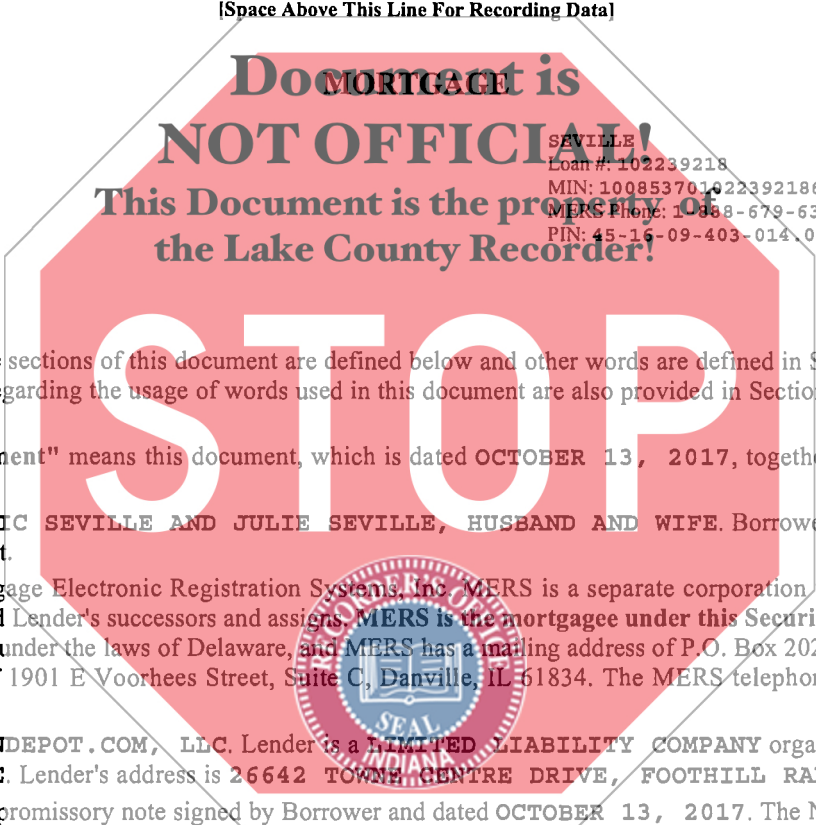 [Space Above This Line For Recording Data]
Document is
MORTGAGE
NOT OFFICIAL!
SEVILLE
Loan #: 102239218
MIN: 10085370102239218
This Document is the property of
MERS Phone: 1-888-679-63
PIN: 45-16-09-403-014.0
the Lake County Recorder!
STOP
sections of this document are defined below and other words are defined in S
garding the usage of words used in this document are also provided in Sectio
ment" means this document, which is dated OCTOBER 13, 2017, togeth
IC SEVILLE AND JULIE SEVILLE, HUSBAND AND WIFE. Borrowe
t.
gage Electronic Registration Systems, Inc. MERS is a separate corporation
d Lender's successors and assigns. MERS is the mortgagee under this Securi
under the laws of Delaware, and MERS has a mailing address of P.O. Box 202
1901 E Voorhees Street, Suite C, Danville, IL 61834. The MERS telephon
RECORDER'S OFFICE
SEAL
INDIANA
NDEPOT.COM, LLC. Lender is a LIMITED LIABILITY COMPANY orga
. Lender's address is 26642 TOWNE CENTRE DRIVE, FOOTHILL RA
promissory note signed by Borrower and dated OCTOBER 13, 2017. The N